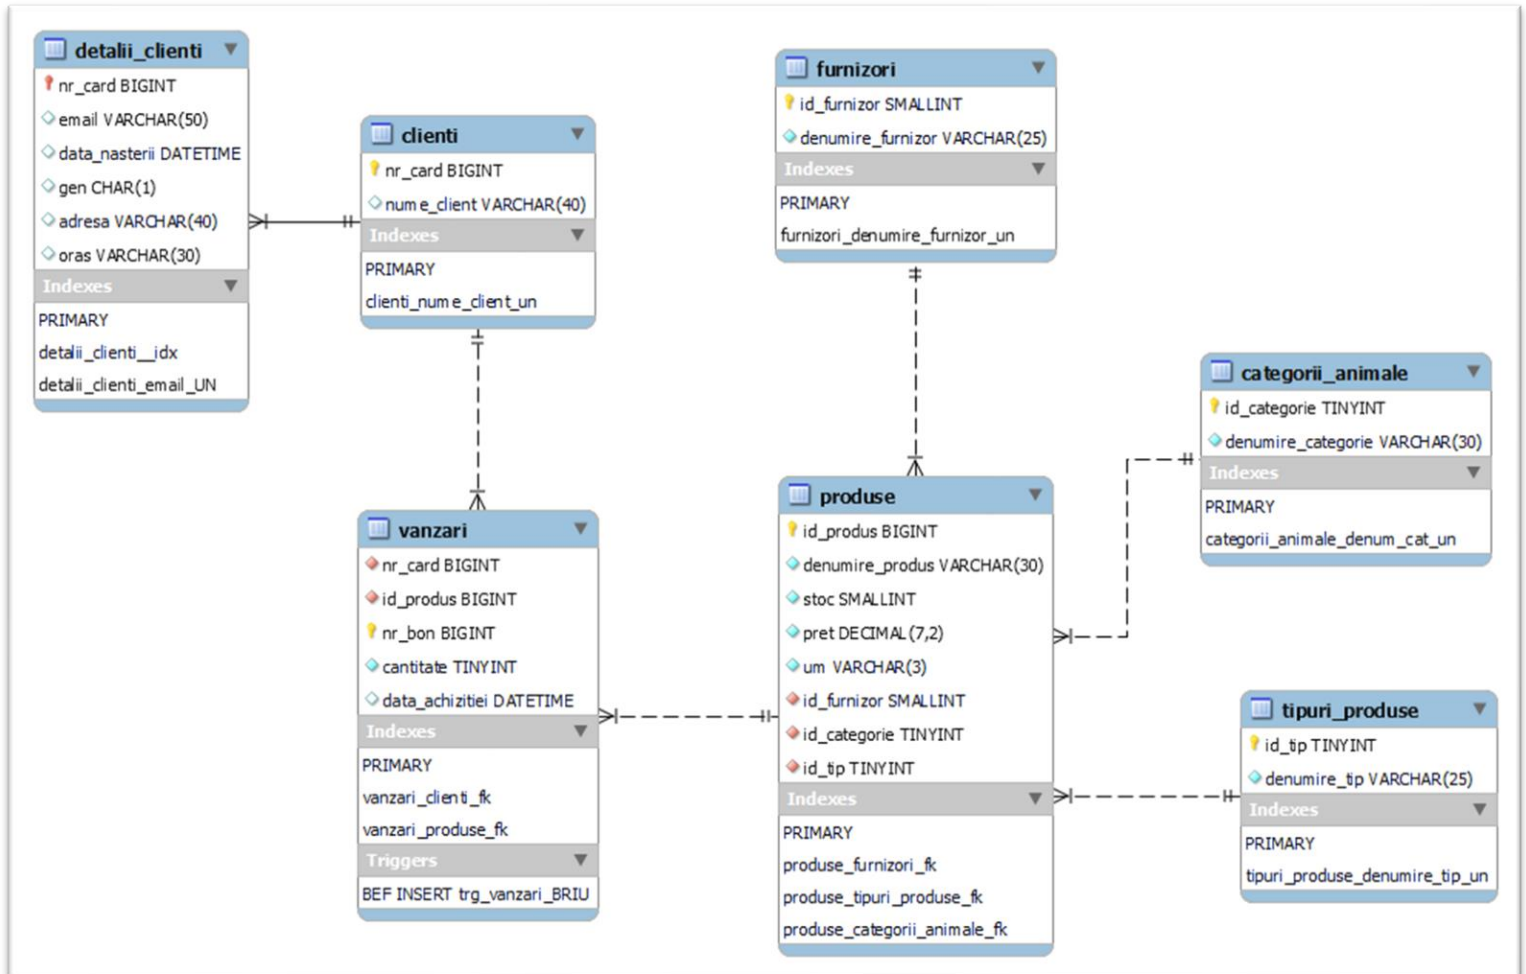 detalii_clienti
nr_card BIGINT
email VARCHAR(50)
data_nasterii DATETIME
gen CHAR(1)
adresa VARCHAR(40)
oras VARCHAR(30)
Indexes
PRIMARY
detalii_clienti__idx
detalii_clienti_email_UN
clienti
nr_card BIGINT
nume_client VARCHAR(40)
Indexes
PRIMARY
clienti_nume_client_un
furnizori
id_furnizor SMALLINT
denumire_furnizor VARCHAR(25)
Indexes
PRIMARY
furnizori_denumire_furnizor_un
categorii_animale
id_categorie TINYINT
denumire_categorie VARCHAR(30)
Indexes
PRIMARY
categorii_animale_denum_cat_un
vanzari
nr_card BIGINT
id_produs BIGINT
nr_bon BIGINT
cantitate TINYINT
data_achizitiei DATETIME
Indexes
PRIMARY
vanzari_clienti_fk
vanzari_produse_fk
Triggers
BEF INSERT trg_vanzari_BRIU
produse
id_produs BIGINT
denumire_produs VARCHAR(30)
stoc SMALLINT
pret DECIMAL(7,2)
um VARCHAR(3)
id_furnizor SMALLINT
id_categorie TINYINT
id_tip TINYINT
Indexes
PRIMARY
produse_furnizori_fk
produse_tipuri_produse_fk
produse_categorii_animale_fk
tipuri_produse
id_tip TINYINT
denumire_tip VARCHAR(25)
Indexes
PRIMARY
tipuri_produse_denumire_tip_un